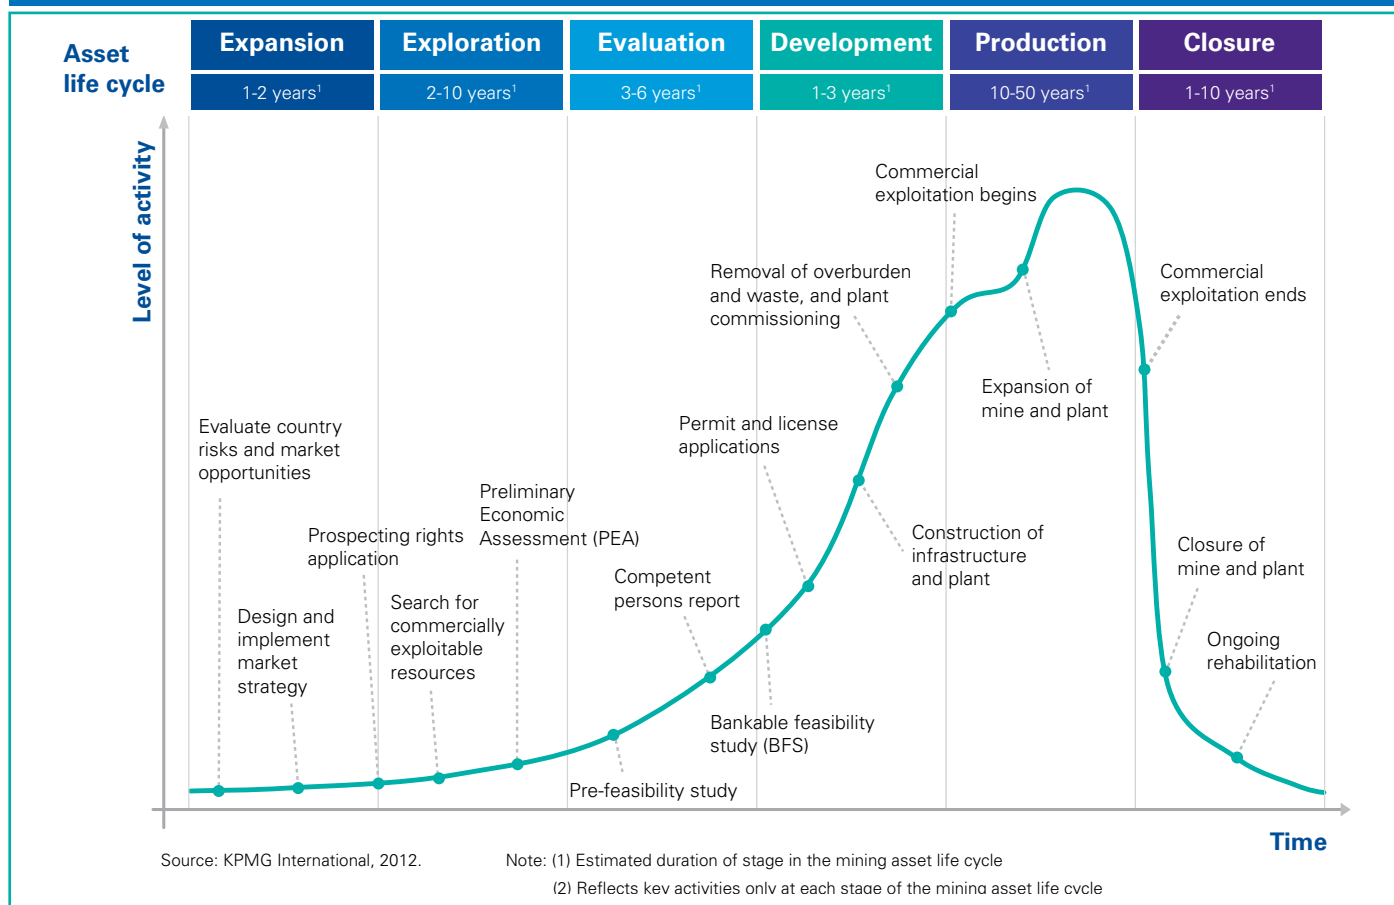 Asset
life cycle
Expansion
Exploration
Evaluation
Development
Production
Closure
1-2 years¹
2-10 years¹
3-6 years¹
1-3 years¹
10-50 years¹
1-10 years¹
Level of activity
Evaluate country
risks and market
opportunities
Design and
implement
market
strategy
Prospecting rights
application
Search for
commercially
exploitable
resources
Preliminary
Economic
Assessment (PEA)
Pre-feasibility study
Competent
persons report
Bankable feasibility
study (BFS)
Permit and license
applications
Construction of
infrastructure
and plant
Removal of overburden
and waste, and plant
commissioning
Commercial
exploitation begins
Expansion of
mine and plant
Commercial
exploitation ends
Closure of
mine and plant
Ongoing
rehabilitation
Time
Source: KPMG International, 2012.
Note: (1) Estimated duration of stage in the mining asset life cycle
(2) Reflects key activities only at each stage of the mining asset life cycle